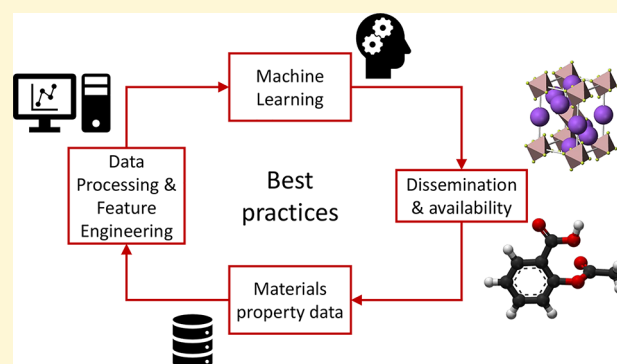 Machine
Learning
Data
Processing &
Feature
Engineering
Best
practices
Dissemination
& availability
Materials
property data